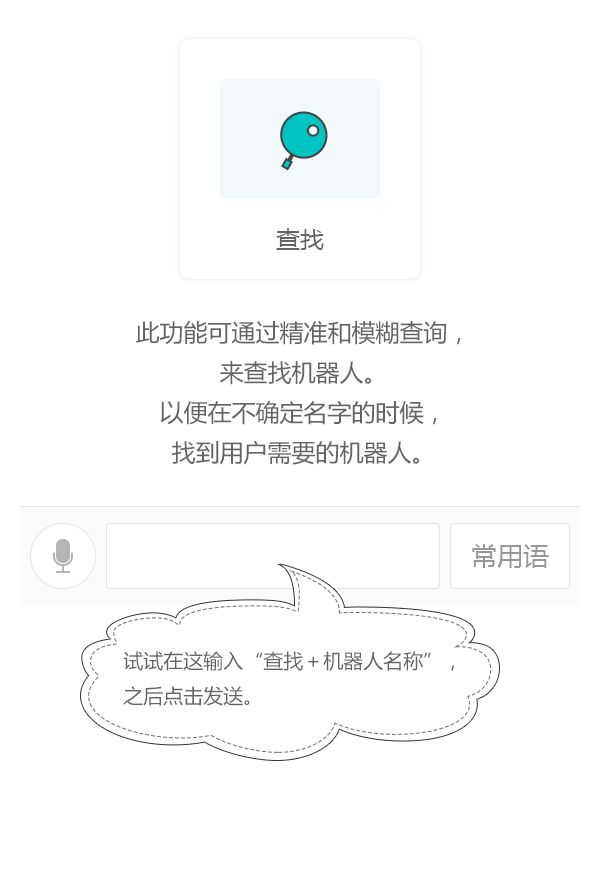 查找
此功能可通过精准和模糊查询，
来查找机器人。
以便在不确定名字的时候，
找到用户需要的机器人。
常用语
试试在这输入“查找＋机器人名称”，
之后点击发送。